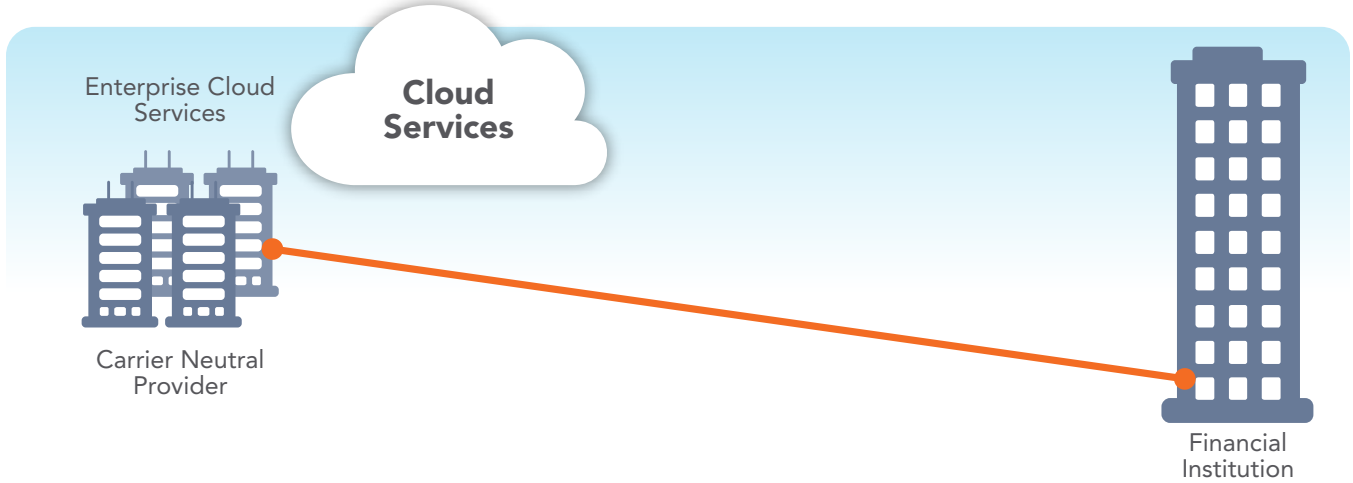 Enterprise Cloud
Services
Cloud
Services
Carrier Neutral
Provider
Financial
Institution